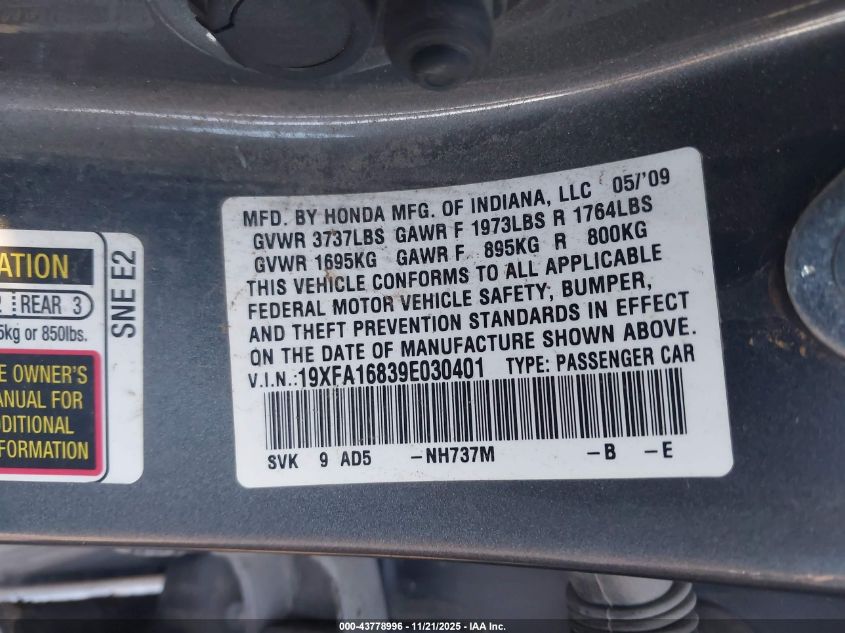 MFD. BY HONDA MFG. OF INDIANA, LLC 05/'09
GVWR 3737LBS GAWR F 1973LBS R 1764LBS
GVWR 1695KG GAWR F 895KG R 800KG
THIS VEHICLE CONFORMS TO ALL APPLICABLE
FEDERAL MOTOR VEHICLE SAFETY, BUMPER,
AND THEFT PREVENTION STANDARDS IN EFFECT
ON THE DATE OF MANUFACTURE SHOWN ABOVE.
V.I.N.:19XFA16839E030401 TYPE: PASSENGER CAR
SVK 9 AD5 -NH737M -B -E
ATION
REAR 3
5kg or 850lbs.
OWNER'S
ANUAL FOR
DDITIONAL
FORMATION
SNE E2
000-43778996 - 11/21/2025 - IAA Inc.